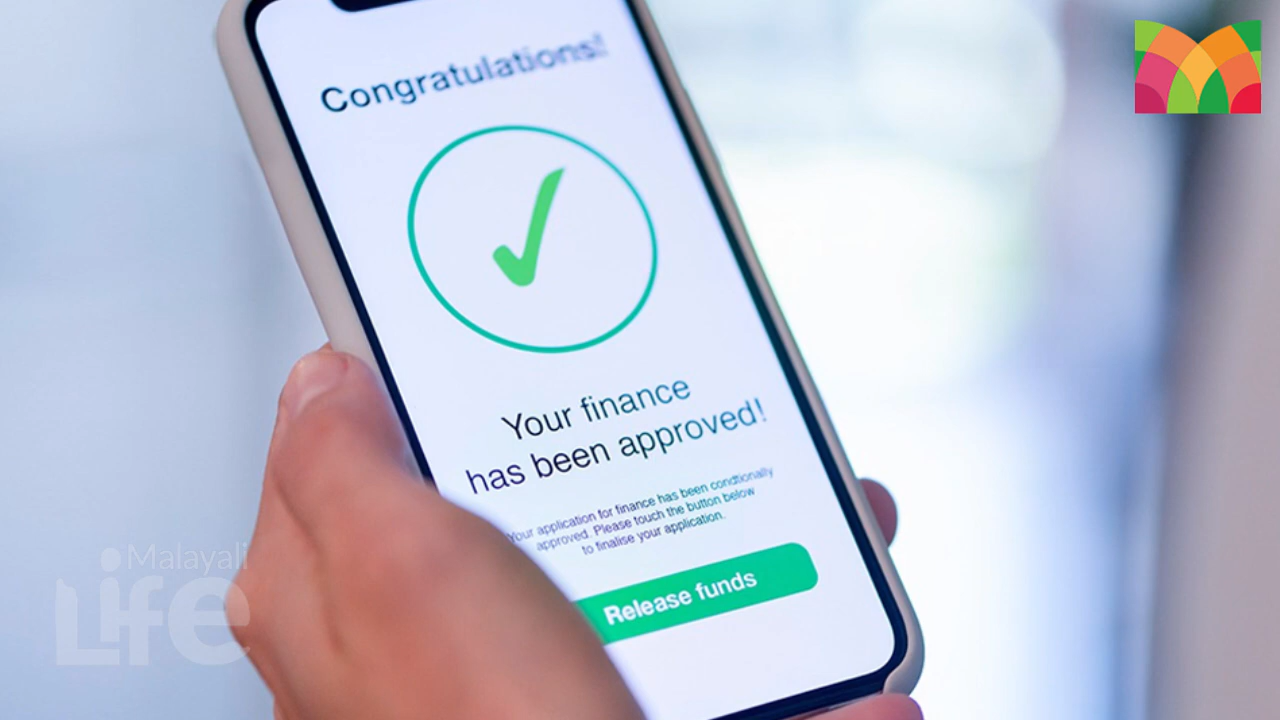 Congratulations!
Your finance
has been approved!
Your application for finance has been condtionally
approved. Please touch the button below
to finalise your application.
Release funds
Malayali
Life